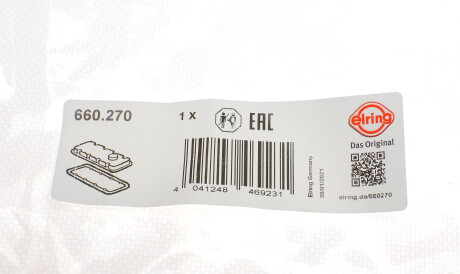 660.270
1 X
EAC
elring
Das Original
4 041248 469231
Elring Germany
elring.de/660270